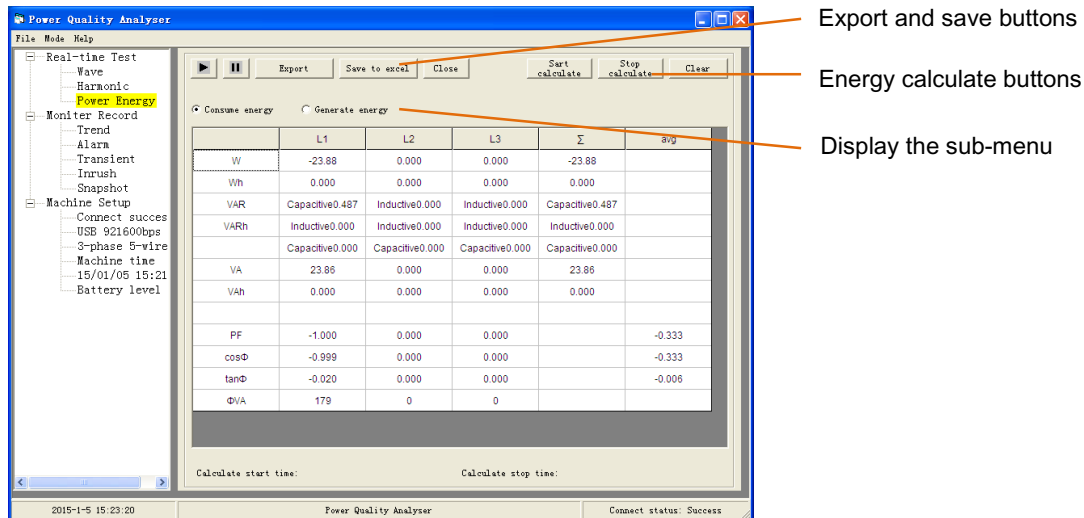 Power Quality Analyser
File Mode Help
Real-time Test
Wave
Harmonic
Power Energy
Moniter Record
Trend
Alarm
Transient
Inrush
Snapshot
Machine Setup
Connect succes
USB 921600bps
3-phase 5-wire
Machine time
15/01/05 15:21
Battery level
Export Save to excel Close Sart calculate Stop calculate Clear
Consume energy Generate energy
L1 L2 L3 Σ avg
W -23.88 0.000 0.000 -23.88
Wh 0.000 0.000 0.000 0.000
VAR Capacitive0.487 Inductive0.000 Inductive0.000 Capacitive0.487
VARh Inductive0.000 Inductive0.000 Inductive0.000 Inductive0.000
Capacitive0.000 Capacitive0.000 Capacitive0.000 Capacitive0.000
VA 23.86 0.000 0.000 23.86
VAh 0.000 0.000 0.000 0.000
PF -1.000 0.000 0.000 -0.333
cosΦ -0.999 0.000 0.000 -0.333
tanΦ -0.020 0.000 0.000 -0.006
ΦVA 179 0 0
Calculate start time: Calculate stop time:
2015-1-5 15:23:20 Power Quality Analyser Connect status: Success
Export and save buttons
Energy calculate buttons
Display the sub-menu